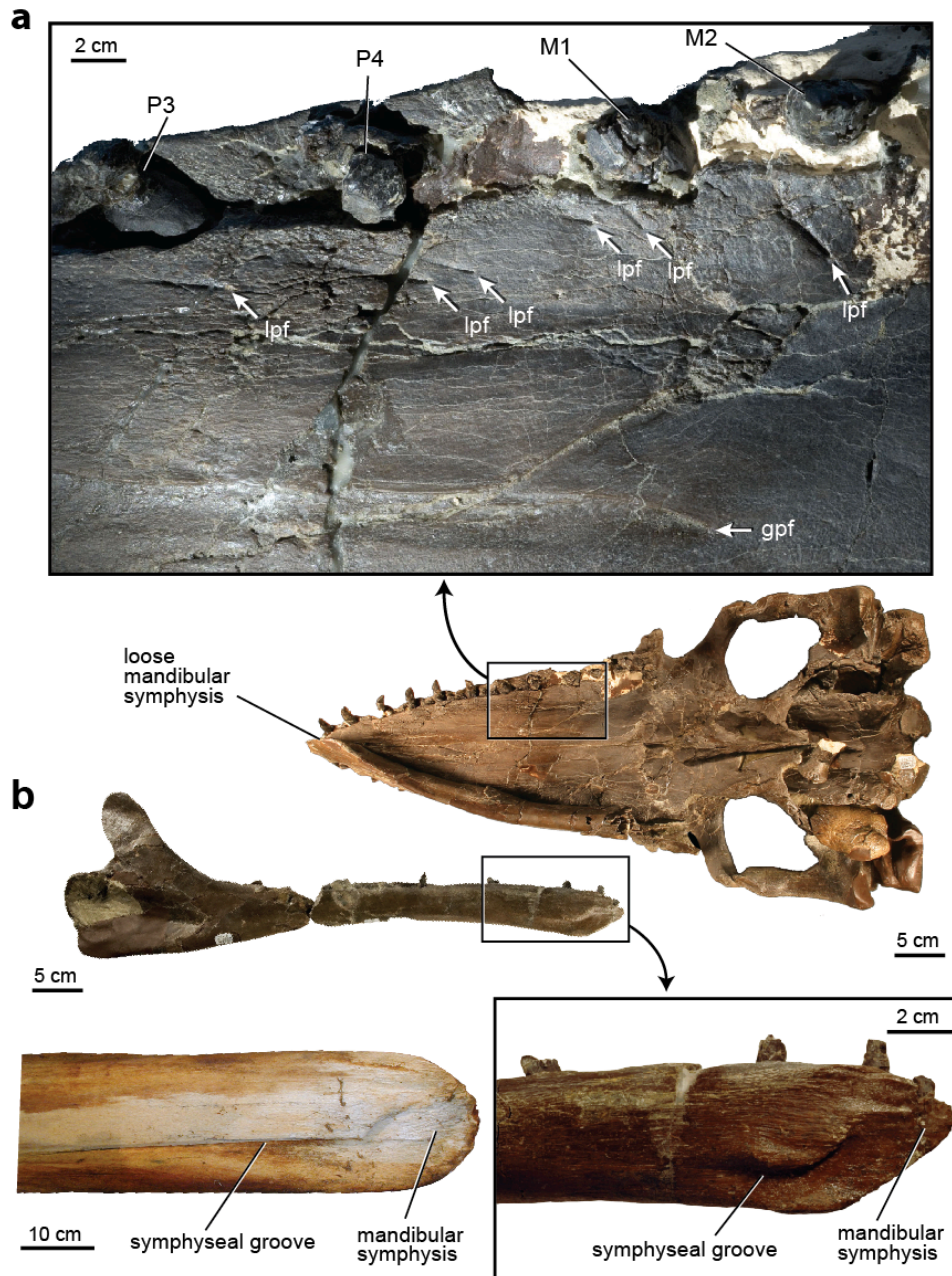 a
2 cm
P3
P4
M1
M2
lpf
lpf
lpf
lpf
lpf
lpf
gpf
loose
mandibular
symphysis
b
5 cm
5 cm
2 cm
10 cm
symphyseal groove
mandibular
symphysis
symphyseal groove
mandibular
symphysis